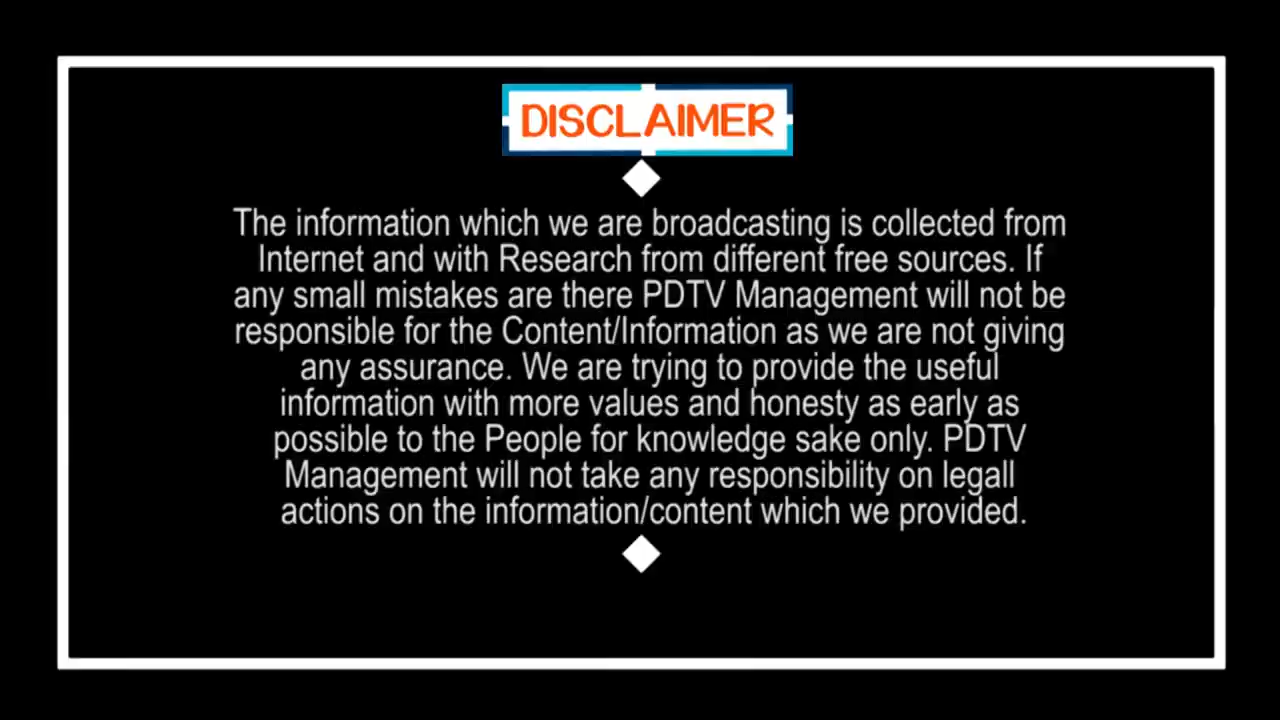 DISCLAIMER
The information which we are broadcasting is collected from
Internet and with Research from different free sources. If
any small mistakes are there PDTV Management will not be
responsible for the Content/Information as we are not giving
any assurance. We are trying to provide the useful
information with more values and honesty as early as
possible to the People for knowledge sake only. PDTV
Management will not take any responsibility on legall
actions on the information/content which we provided.